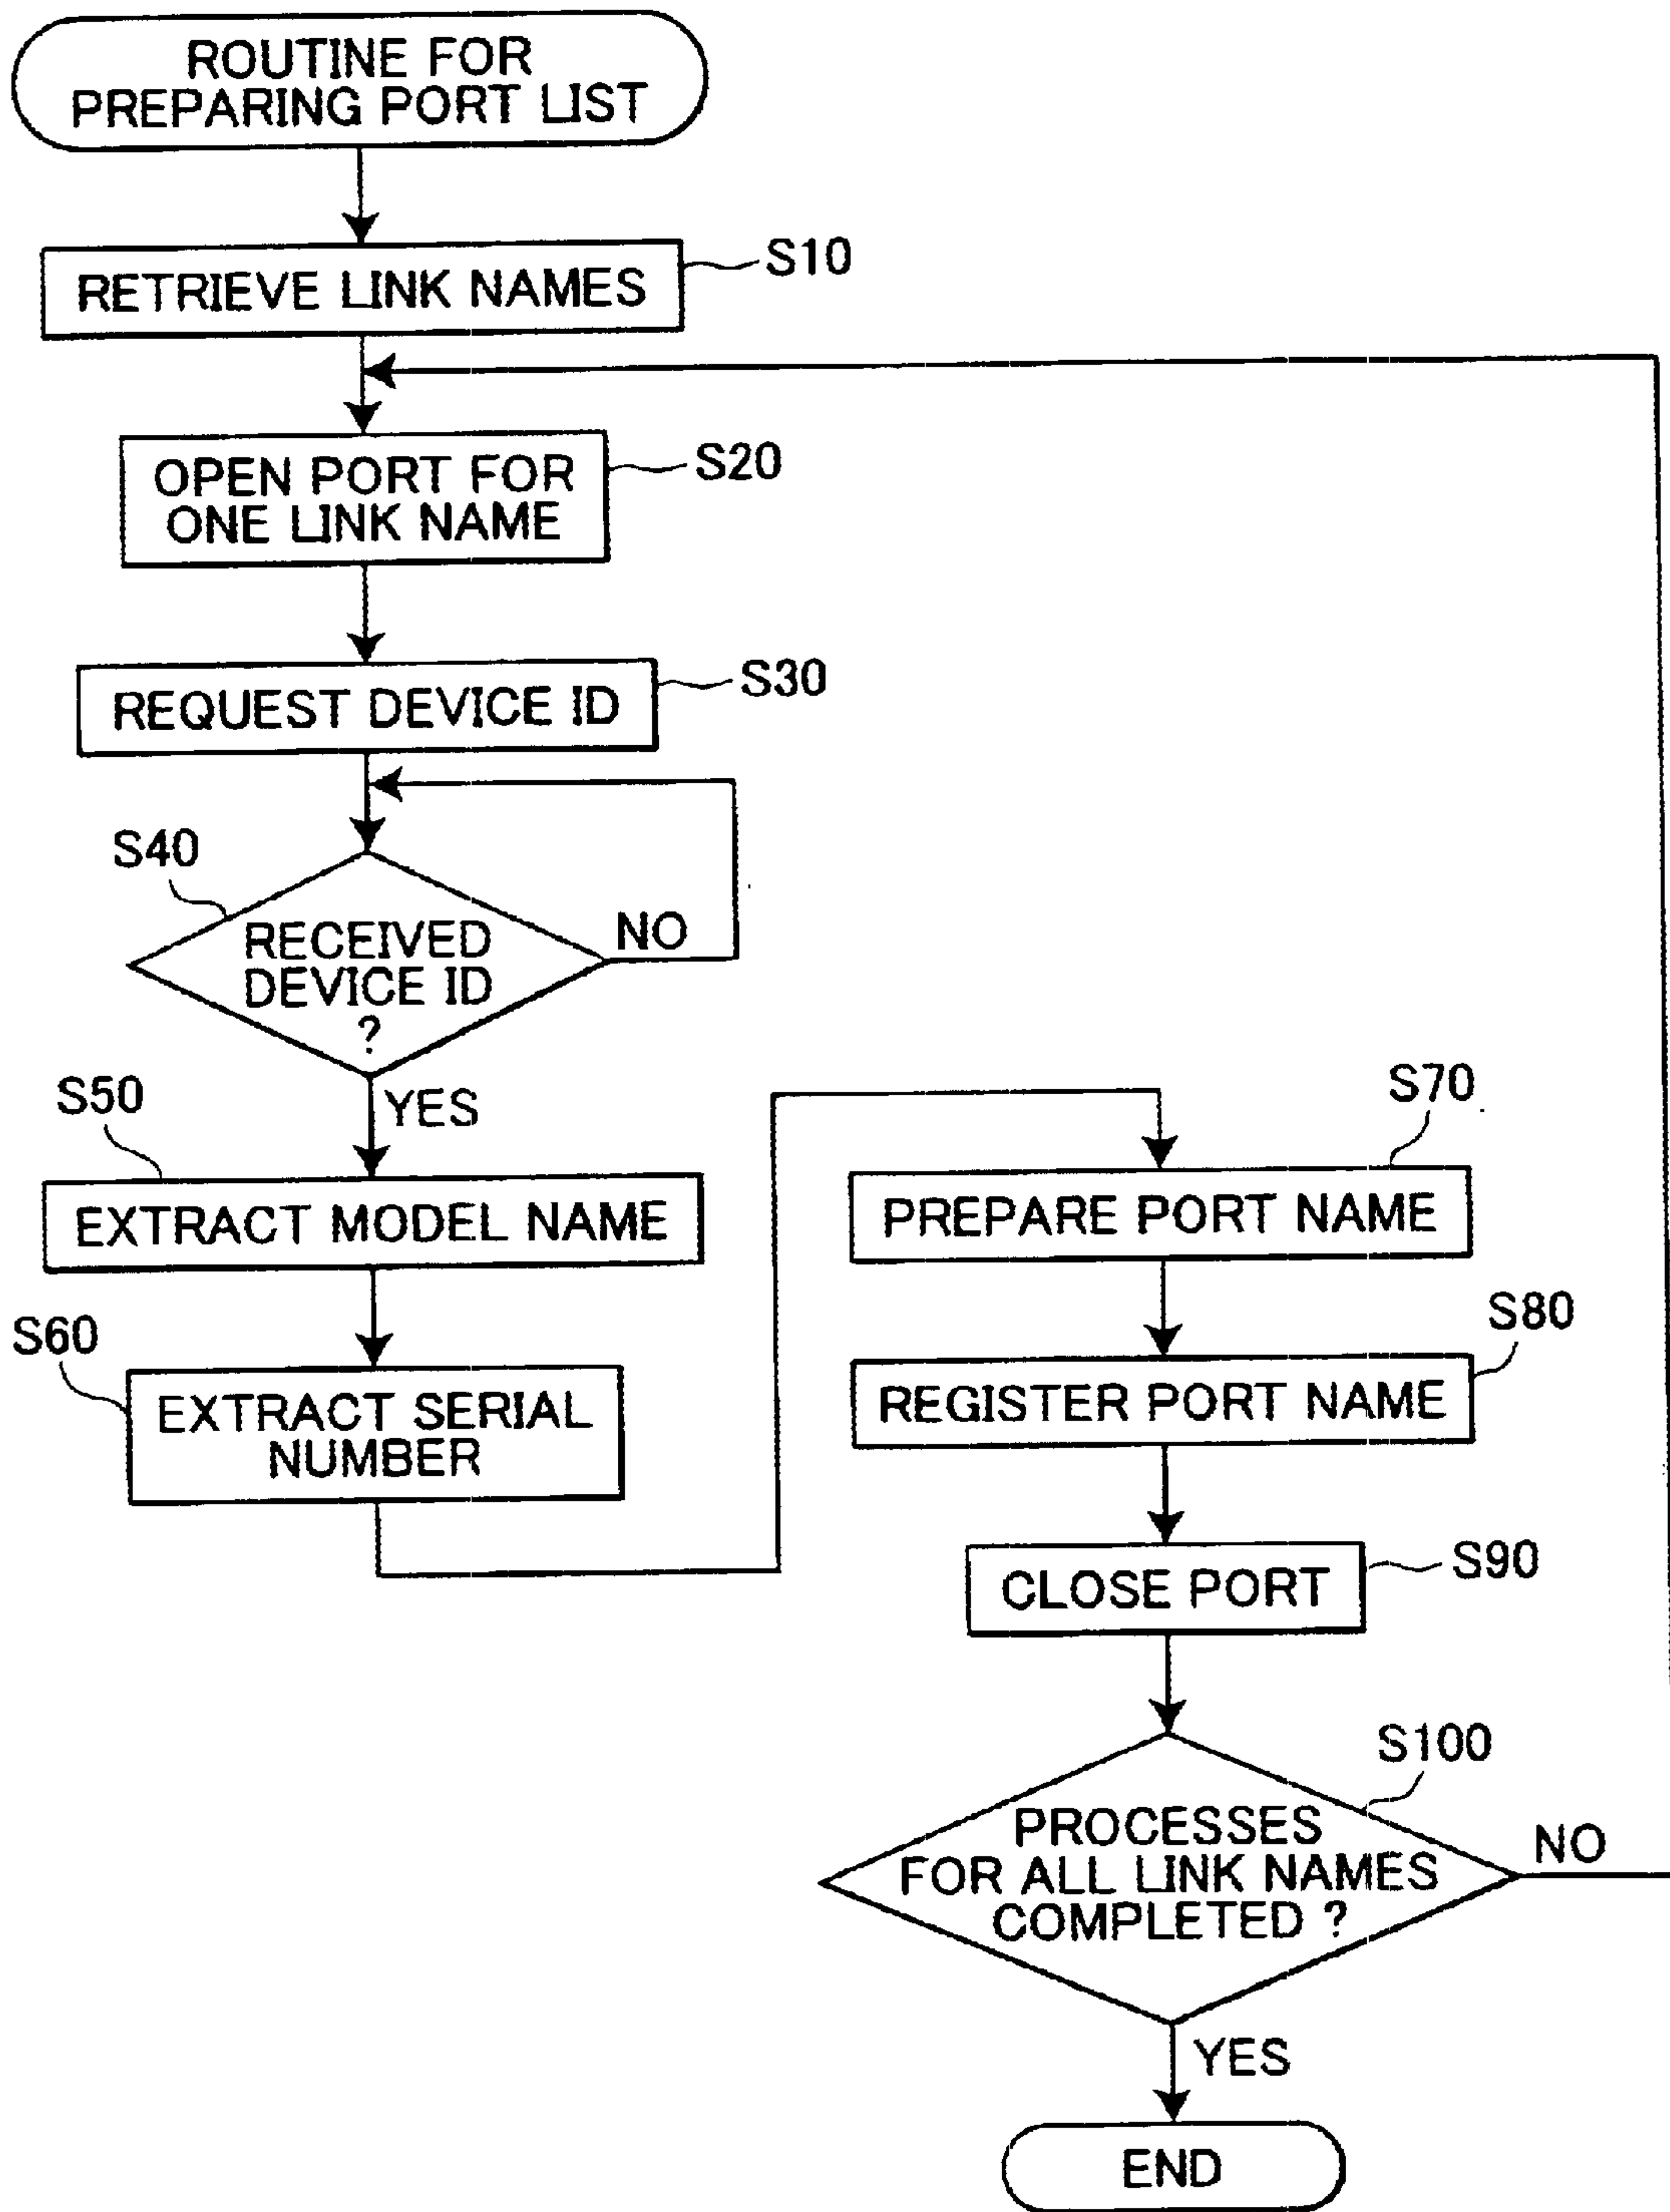 ROUTINE FOR
PREPARING PORT LIST
S10
RETRIEVE LINK NAMES
S20
OPEN PORT FOR
ONE LINK NAME
S30
REQUEST DEVICE ID
S40
RECEIVED
DEVICE ID
?
NO
YES
S50
EXTRACT MODEL NAME
S60
EXTRACT SERIAL
NUMBER
S70
PREPARE PORT NAME
S80
REGISTER PORT NAME
S90
CLOSE PORT
S100
PROCESSES
FOR ALL LINK NAMES
COMPLETED ?
NO
YES
END